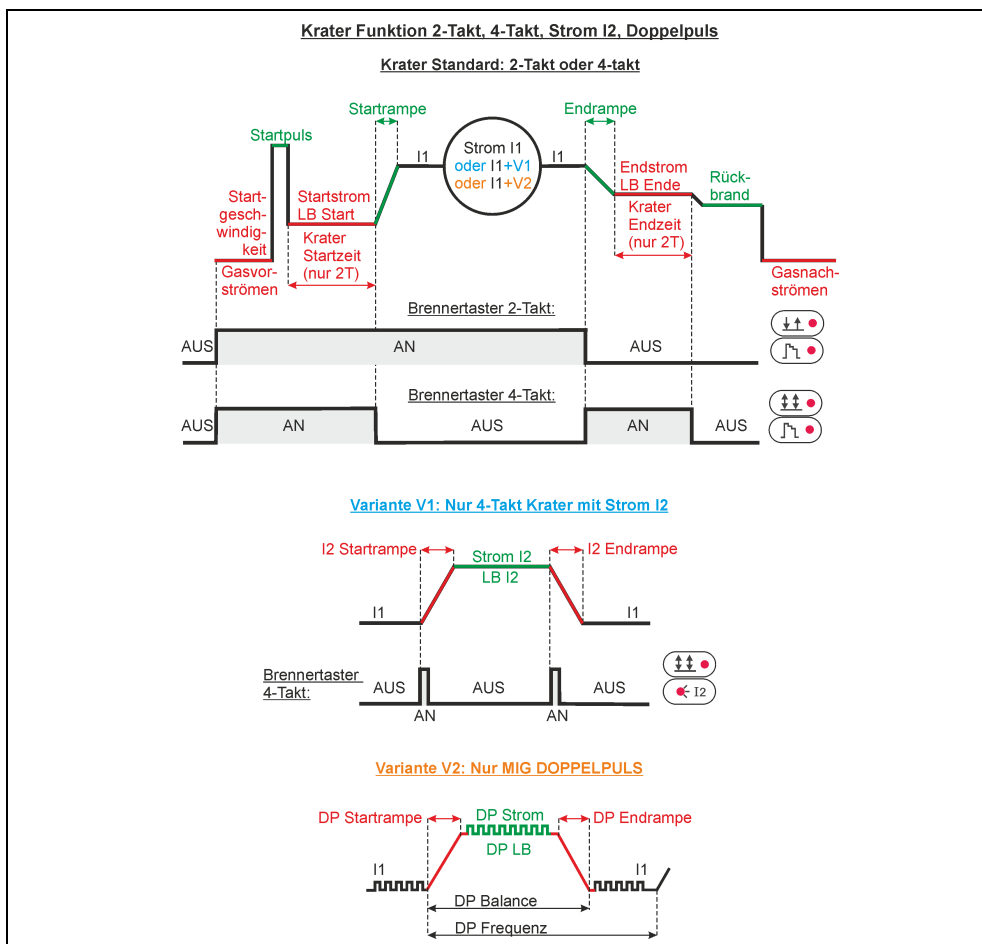 Krater Funktion 2-Takt, 4-Takt, Strom I2, Doppelpuls
Krater Standard: 2-Takt oder 4-takt
Startrampe
Endrampe
Startpuls
I1
Strom I1
oder I1+V1
oder I1+V2
I1
Start-
geschw-
windig-
keit
Startstrom
LB Start
Krater
Startzeit
(nur 2T)
Endstrom
LB Ende
Krater
Endzeit
(nur 2T)
Rück-
brand
Gasvor-
strömen
Gasnach-
strömen
Brennertaster 2-Takt:
AUS
AN
AUS
Brennertaster 4-Takt:
AUS
AN
AUS
AN
AUS
Variante V1: Nur 4-Takt Krater mit Strom I2
I2 Startrampe
Strom I2
LB I2
I2 Endrampe
I1
I1
Brennertaster
4-Takt:
AUS
AN
AUS
AN
AUS
I2
Variante V2: Nur MIG DOPPELPULS
DP Startrampe
DP Strom
DP LB
DP Endrampe
I1
I1
DP Balance
DP Frequenz